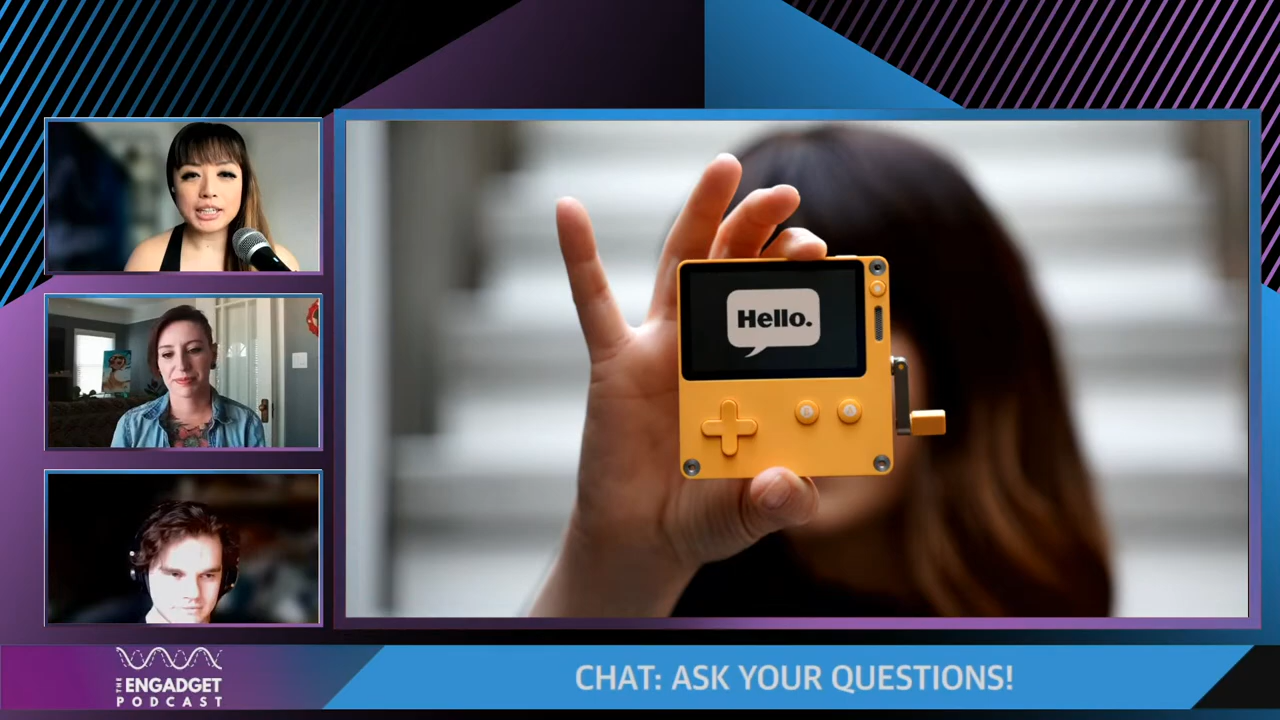 Hello.
THE
ENGADGET
PODCAST
CHAT: ASK YOUR QUESTIONS!